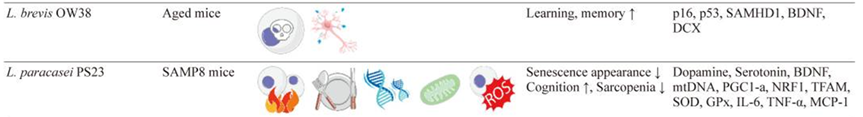 L. brevis OW38 Aged mice Learning, memory ↑ p16, p53, SAMHD1, BDNF,
DCX
L. paracasei PS23 SAMP8 mice ROS Senescence appearance ↓ Dopamine, Serotonin, BDNF,
Cognition ↑, Sarcopenia ↓ mtDNA, PGC1-a, NRF1, TFAM,
SOD, GPx, IL-6, TNF-α, MCP-1